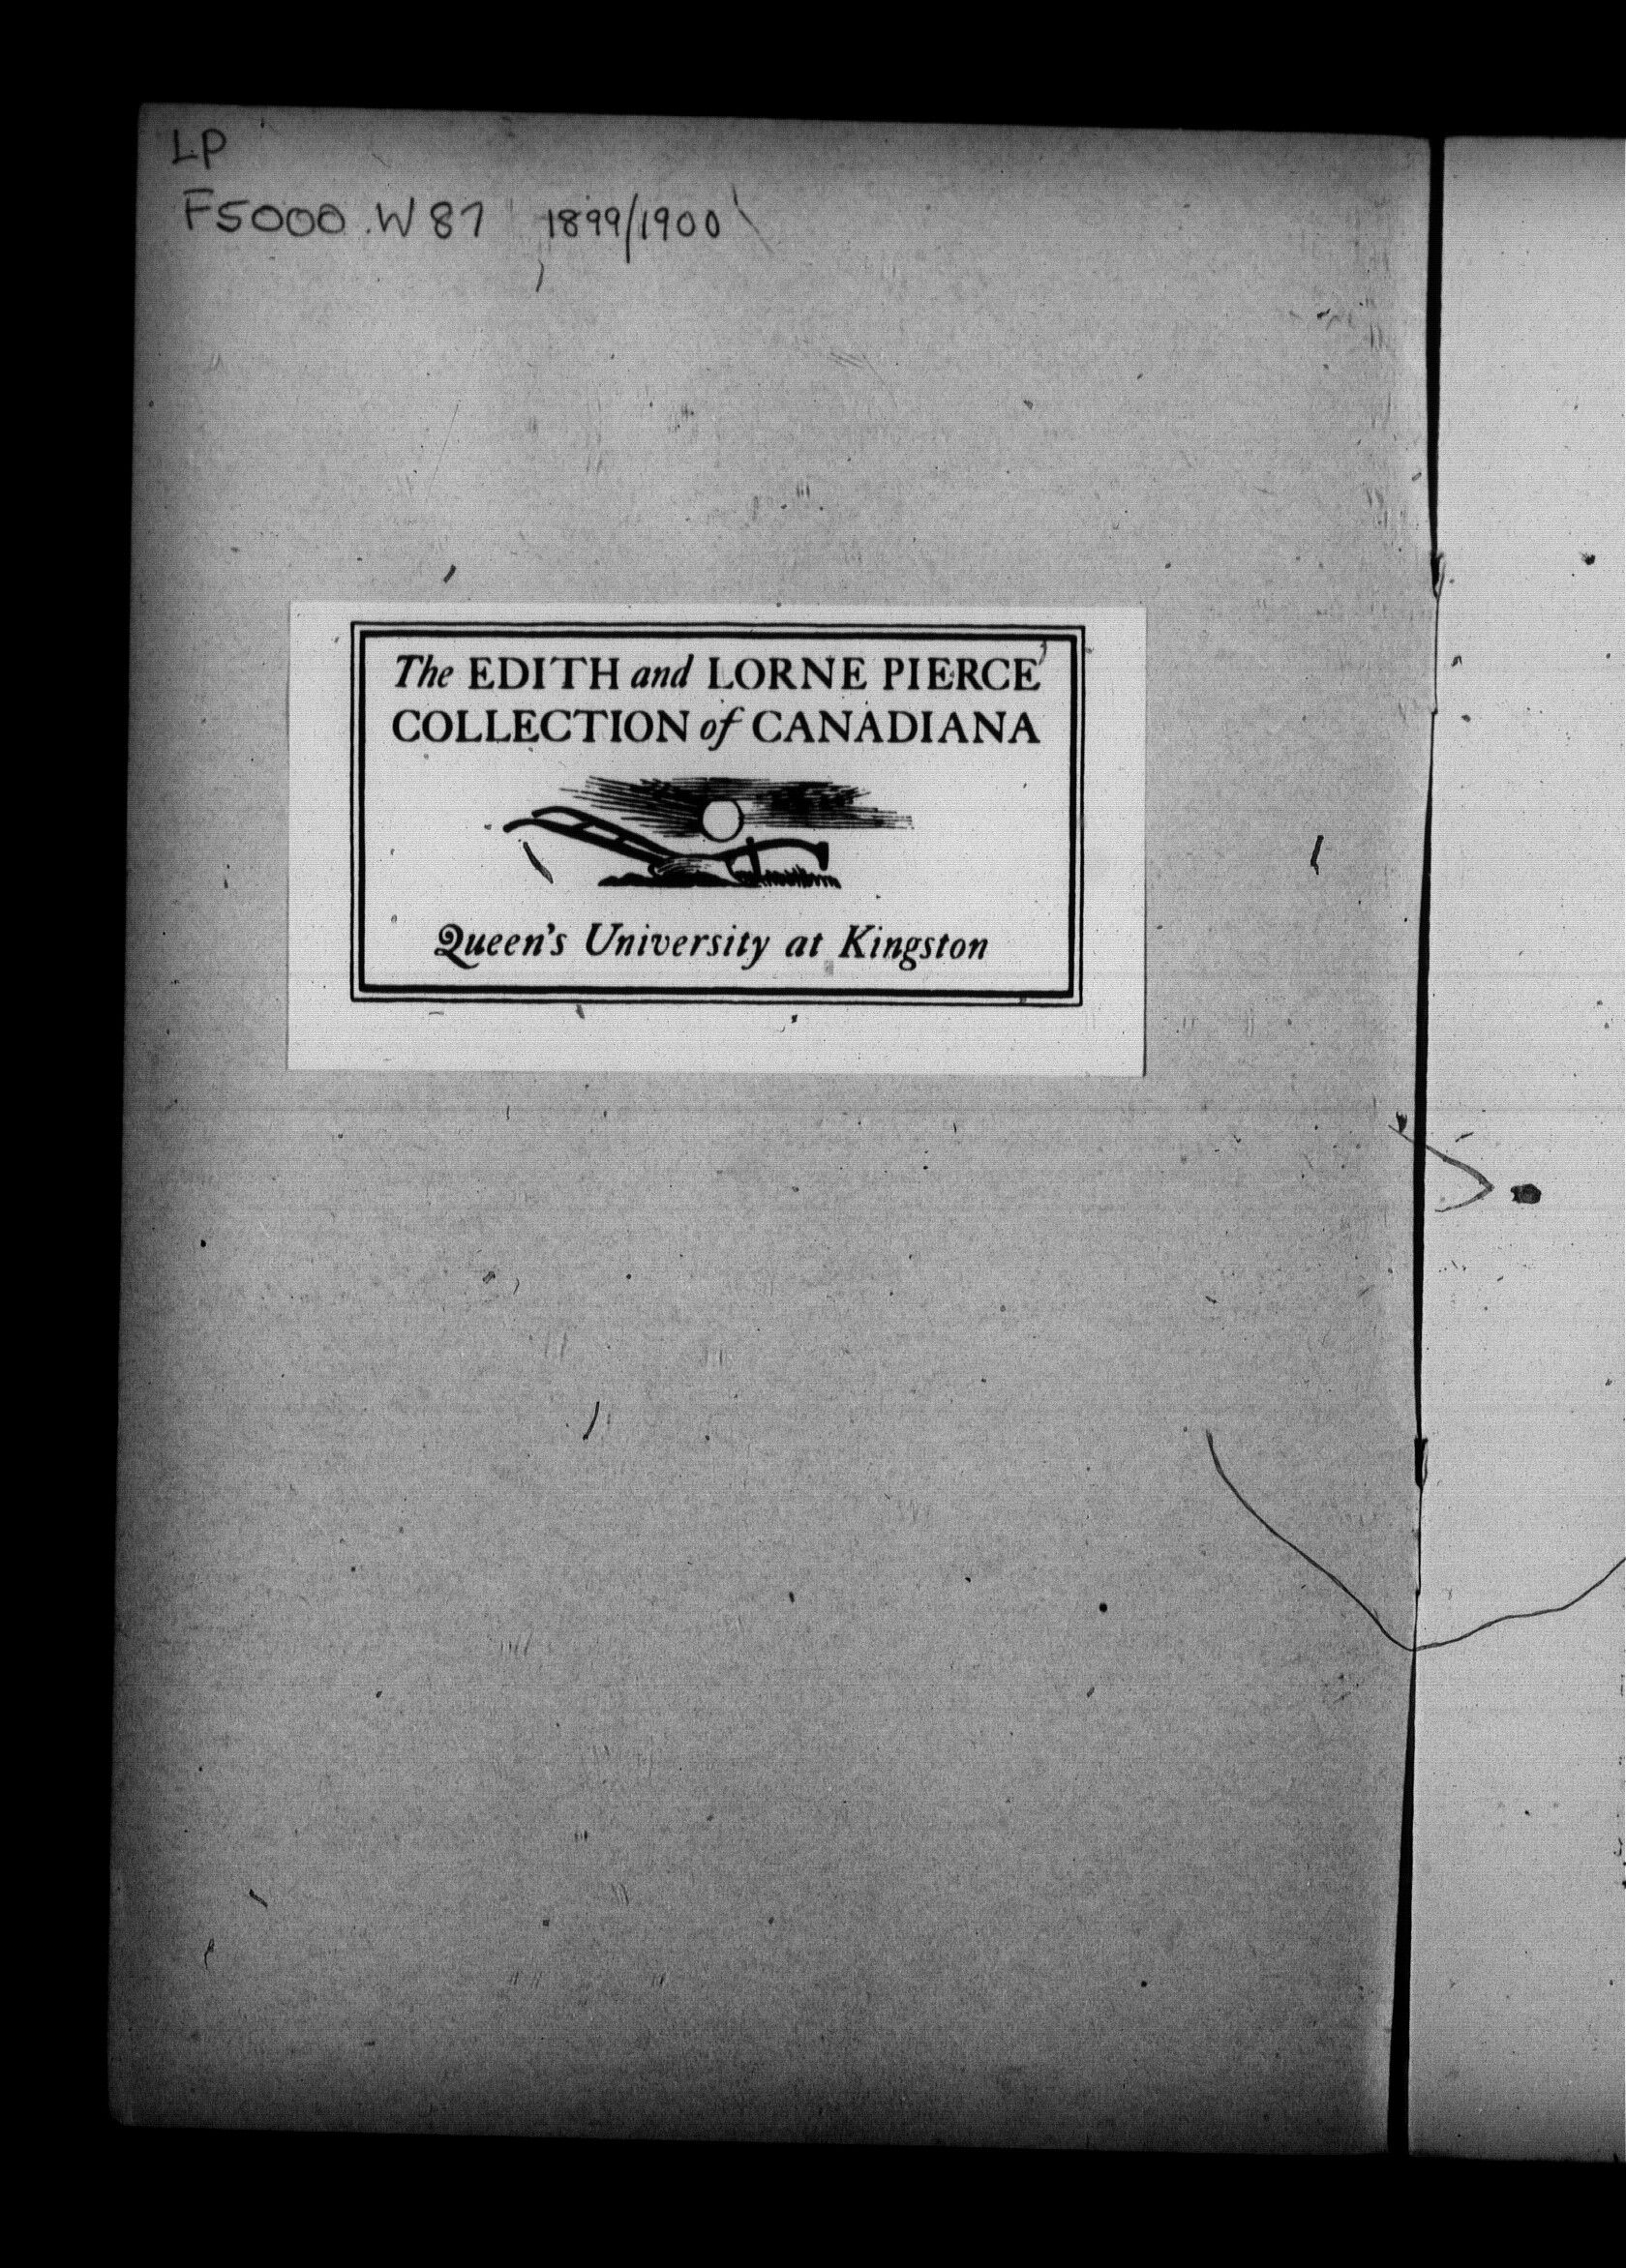 LP
F5000 .W87 1899/1900
The EDITH and LORNE PIERCE
COLLECTION of CANADIANA
Queen's University at Kingston